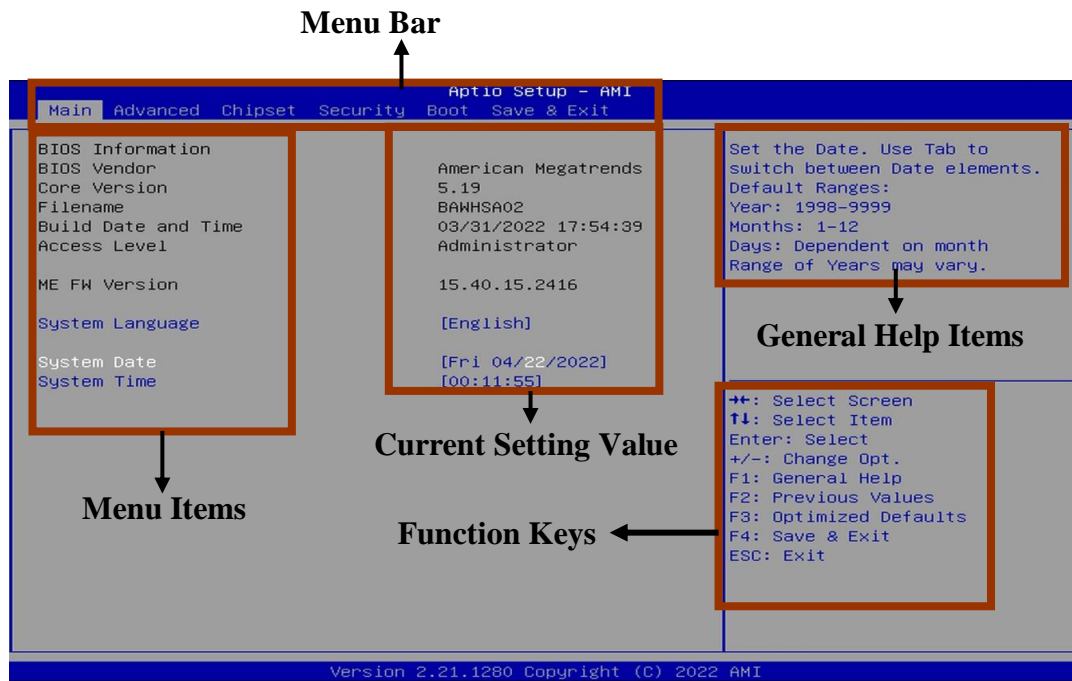 Menu Bar
Aptio Setup – AMI
Main Advanced Chipset Security Boot Save & Exit
BIOS Information
BIOS Vendor American Megatrends
Core Version 5.19
Filename BAWHSA02
Build Date and Time 03/31/2022 17:54:39
Access Level Administrator
ME FW Version 15.40.15.2416
System Language [English]
System Date [Fri 04/22/2022]
System Time [00:11:55]
Set the Date. Use Tab to
switch between Date elements.
Default Ranges:
Year: 1998-9999
Months: 1-12
Days: Dependent on month
Range of Years may vary.
General Help Items
Current Setting Value
Menu Items
Function Keys
→←: Select Screen
↑↓: Select Item
Enter: Select
+/-: Change Opt.
F1: General Help
F2: Previous Values
F3: Optimized Defaults
F4: Save & Exit
ESC: Exit
Version 2.21.1280 Copyright (C) 2022 AMI